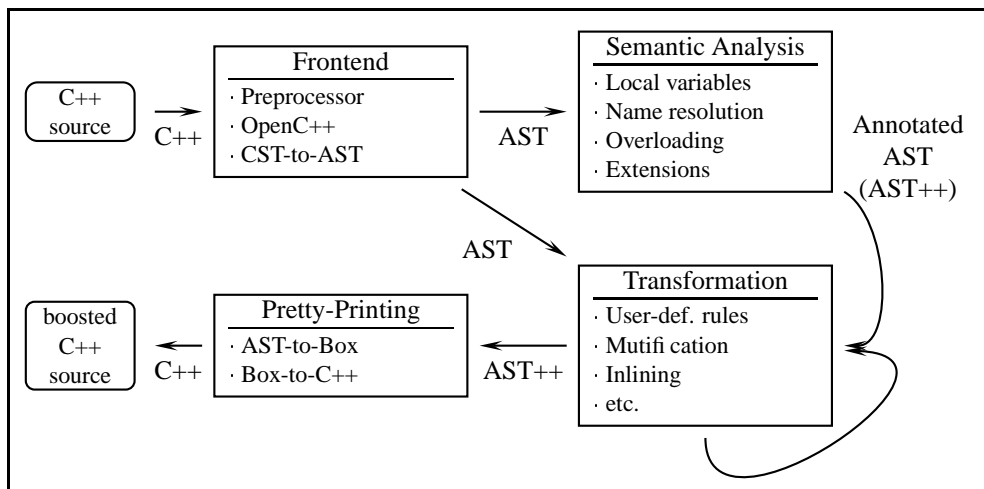 C++
source
C++
Frontend
· Preprocessor
· OpenC++
· CST-to-AST
AST
Semantic Analysis
· Local variables
· Name resolution
· Overloading
· Extensions
Annotated
AST
(AST++)
AST
boosted
C++
source
C++
Pretty-Printing
· AST-to-Box
· Box-to-C++
AST++
Transformation
· User-def. rules
· Mutifi cation
· Inlining
· etc.